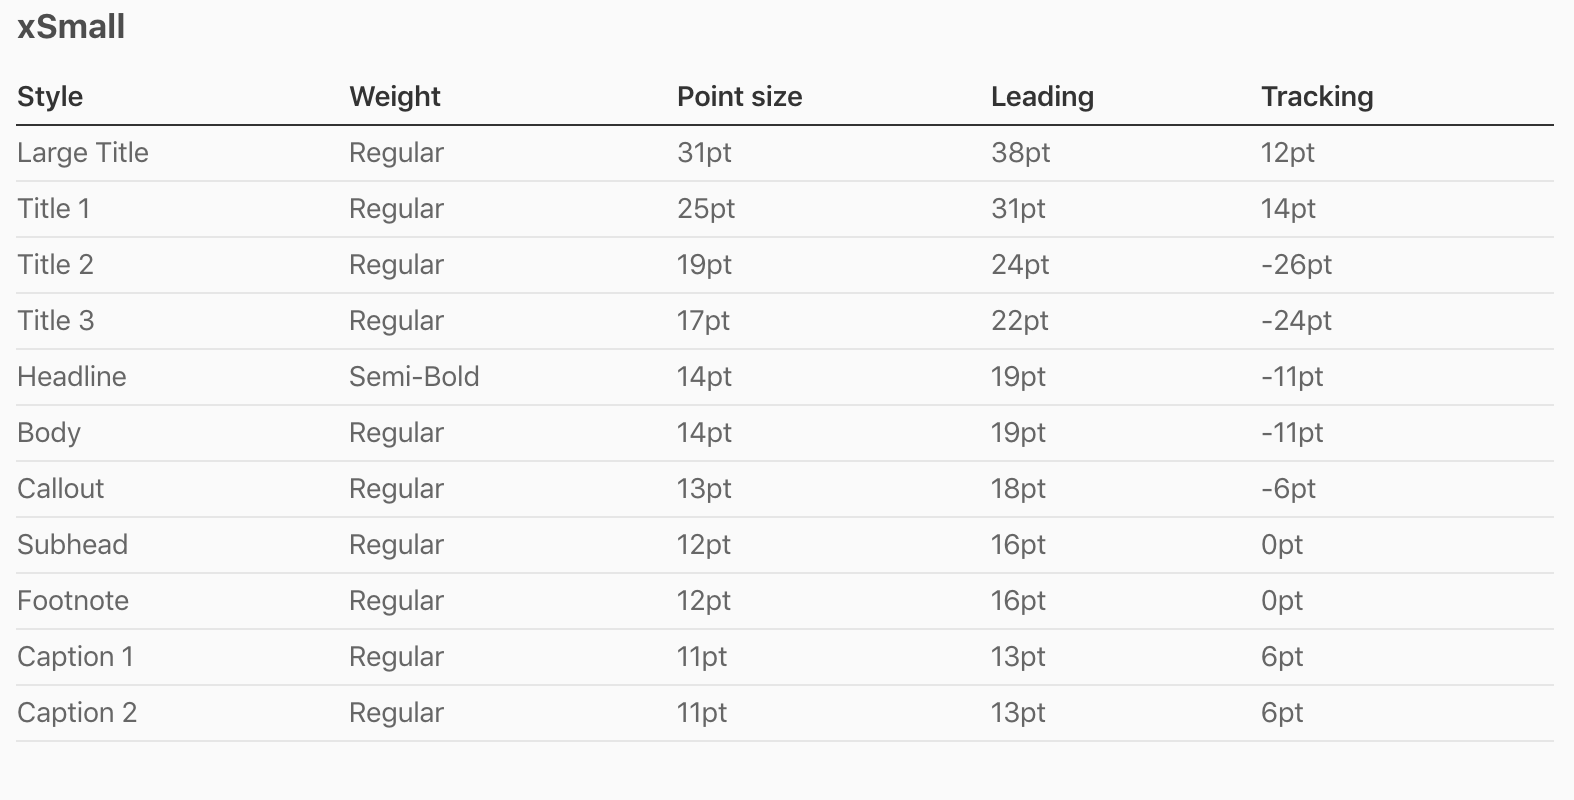 xSmall
Style Weight Point size Leading Tracking
Large Title Regular 31pt 38pt 12pt
Title 1 Regular 25pt 31pt 14pt
Title 2 Regular 19pt 24pt -26pt
Title 3 Regular 17pt 22pt -24pt
Headline Semi-Bold 14pt 19pt -11pt
Body Regular 14pt 19pt -11pt
Callout Regular 13pt 18pt -6pt
Subhead Regular 12pt 16pt 0pt
Footnote Regular 12pt 16pt 0pt
Caption 1 Regular 11pt 13pt 6pt
Caption 2 Regular 11pt 13pt 6pt